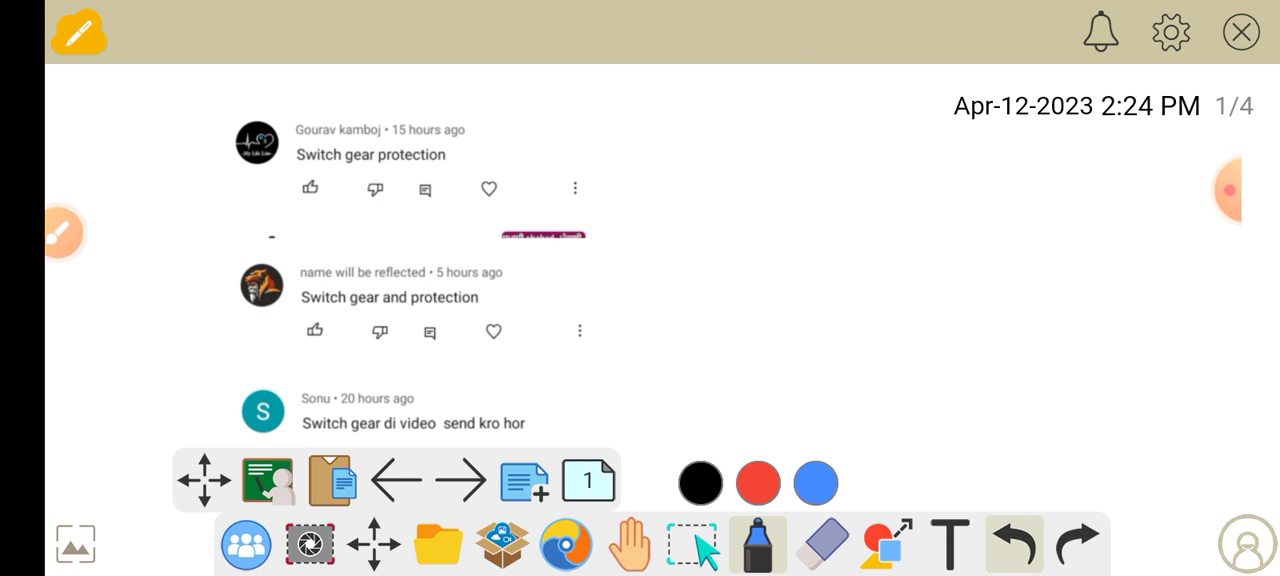 Apr-12-2023 2:24 PM 1/4
Gourav kamboj • 15 hours ago
Switch gear protection
name will be reflected • 5 hours ago
Switch gear and protection
S
Sonu • 20 hours ago
Switch gear di video send kro hor
1
T